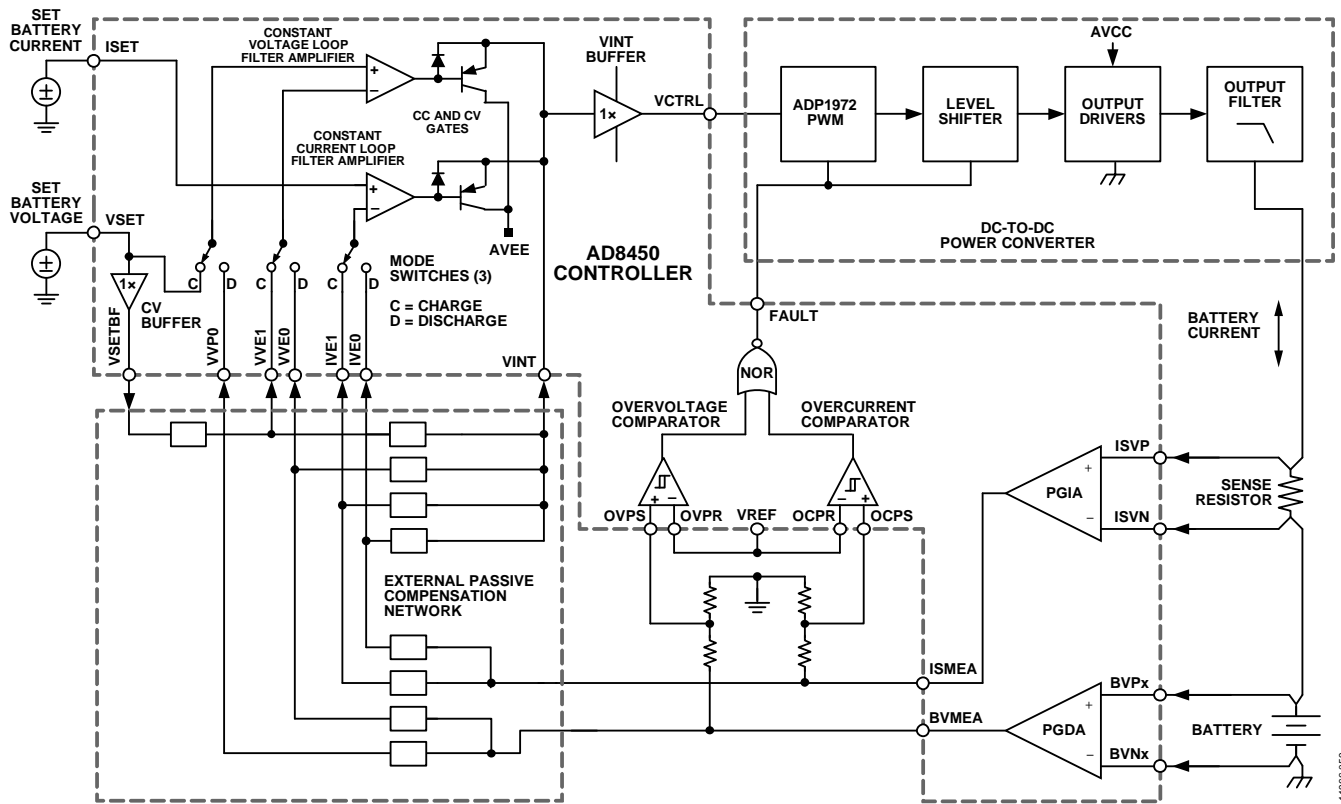 SET
BATTERY
CURRENT
ISET
CONSTANT
VOLTAGE LOOP
FILTER AMPLIFIER
+
−
CC AND CV
GATES
CONSTANT
CURRENT LOOP
FILTER AMPLIFIER
+
−
VINT
BUFFER
1×
VCTRL
AVCC
ADP1972
PWM
LEVEL
SHIFTER
OUTPUT
DRIVERS
OUTPUT
FILTER
DC-TO-DC
POWER CONVERTER
SET
BATTERY
VOLTAGE
VSET
1×
CV
BUFFER
C
D
C
D
C
D
MODE
SWITCHES (3)
C = CHARGE
D = DISCHARGE
AVEE
AD8450
CONTROLLER
VSETBF
VVP0
VVE1
VVE0
IVE1
IVE0
VINT
FAULT
NOR
BATTERY
CURRENT
OVERVOLTAGE
COMPARATOR
OVERCURRENT
COMPARATOR
+
−
−
+
OVPS
OVPR
VREF
OCPR
OCPS
ISVP
+
PGIA
−
ISVN
SENSE
RESISTOR
EXTERNAL PASSIVE
COMPENSATION
NETWORK
ISMEA
BVMEA
BVPx
+
PGDA
−
BVNx
BATTERY